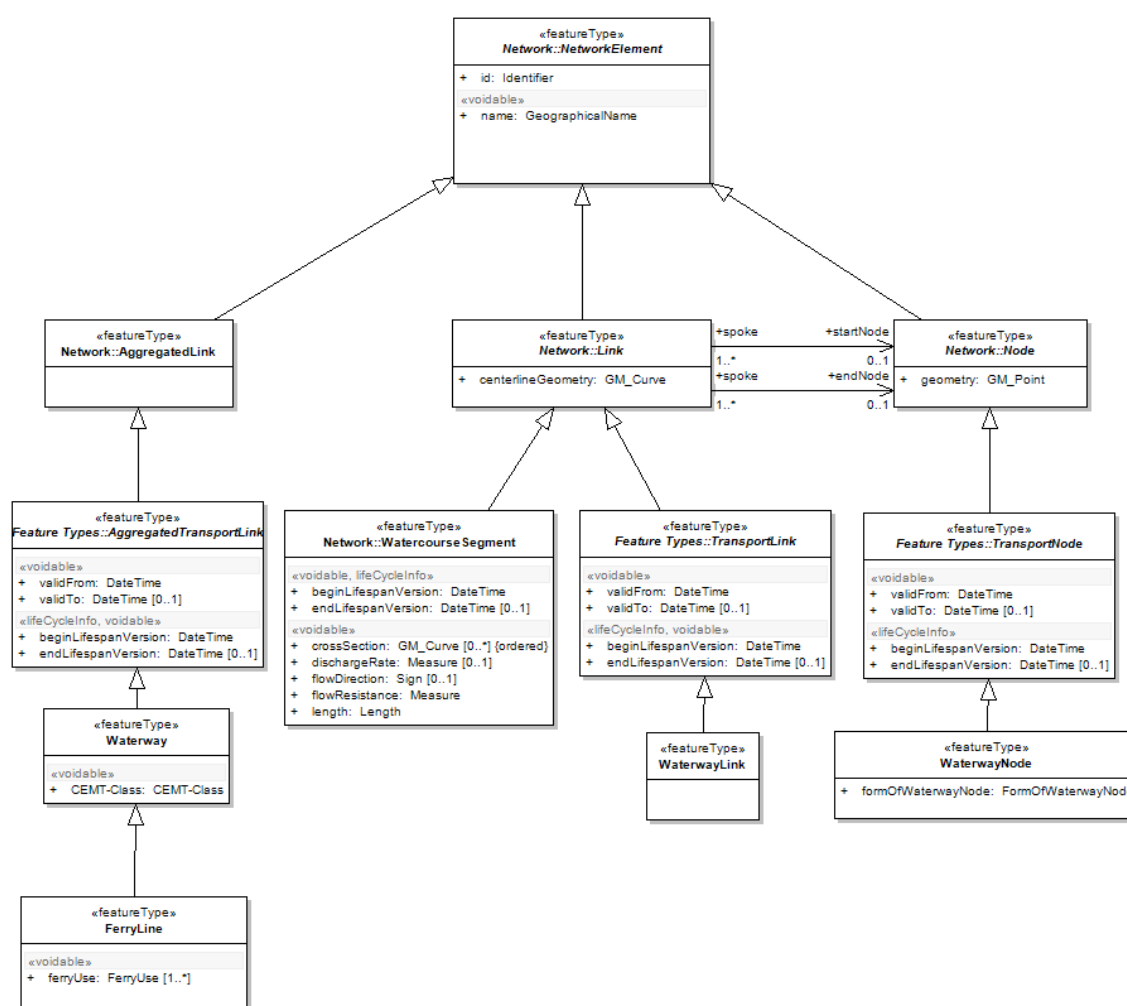 «featureType»
Network::NetworkElement
+ id: Identifier
«voidable»
+ name: GeographicalName
«featureType»
Network::AggregatedLink
«featureType»
Network::Link
+ centerlineGeometry: GM_Curve
+spoke +startNode
1..* 0..1
+spoke +endNode
1..* 0..1
«featureType»
Network::Node
+ geometry: GM_Point
«featureType»
Feature Types::AggregatedTransportLink
«voidable»
+ validFrom: DateTime
+ validTo: DateTime [0..1]
«lifeCycleInfo, voidable»
+ beginLifespanVersion: DateTime
+ endLifespanVersion: DateTime [0..1]
«featureType»
Network::WatercourseSegment
«voidable, lifeCycleInfo»
+ beginLifespanVersion: DateTime
+ endLifespanVersion: DateTime [0..1]
«voidable»
+ crossSection: GM_Curve [0..*] {ordered}
+ dischargeRate: Measure [0..1]
+ flowDirection: Sign [0..1]
+ flowResistance: Measure
+ length: Length
«featureType»
Feature Types::TransportLink
«voidable»
+ validFrom: DateTime
+ validTo: DateTime [0..1]
«lifeCycleInfo, voidable»
+ beginLifespanVersion: DateTime
+ endLifespanVersion: DateTime [0..1]
«featureType»
Feature Types::TransportNode
«voidable»
+ validFrom: DateTime
+ validTo: DateTime [0..1]
«lifeCycleInfo»
+ beginLifespanVersion: DateTime
+ endLifespanVersion: DateTime [0..1]
«featureType»
Waterway
«voidable»
+ CEMT-Class: CEMT-Class
«featureType»
WaterwayLink
«featureType»
WaterwayNode
+ formOfWaterwayNode: FormOfWaterwayNode
«featureType»
FerryLine
«voidable»
+ ferryUse: FerryUse [1..*]